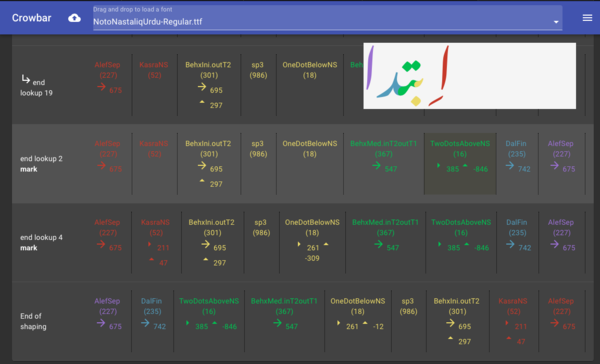 Crowbar
Drag and drop to load a font
NotoNastaliqUrdu-Regular.ttf
end lookup 19
AlefSep (227) 675
KasraNS (52)
BehxIni.outT2 (301) 695 297
sp3 (986)
OneDotBelowNS (18)
Beh
اِبتدا
end lookup 2 mark
AlefSep (227) 675
KasraNS (52)
BehxIni.outT2 (301) 695 297
sp3 (986)
OneDotBelowNS (18)
BehxMed.inT2outT1 (367) 547
TwoDotsAboveNS (16) 385 -846
DalFin (235) 742
AlefSep (227) 675
end lookup 4 mark
AlefSep (227) 675
KasraNS (52) 211 47
BehxIni.outT2 (301) 695 297
sp3 (986)
OneDotBelowNS (18) 261 -309
BehxMed.inT2outT1 (367) 547
TwoDotsAboveNS (16) 385 -846
DalFin (235) 742
AlefSep (227) 675
End of shaping
AlefSep (227) 675
DalFin (235) 742
TwoDotsAboveNS (16) 385 -846
BehxMed.inT2outT1 (367) 547
OneDotBelowNS (18) 261 -12
sp3 (986)
BehxIni.outT2 (301) 695 297
KasraNS (52) 211 47
AlefSep (227) 675